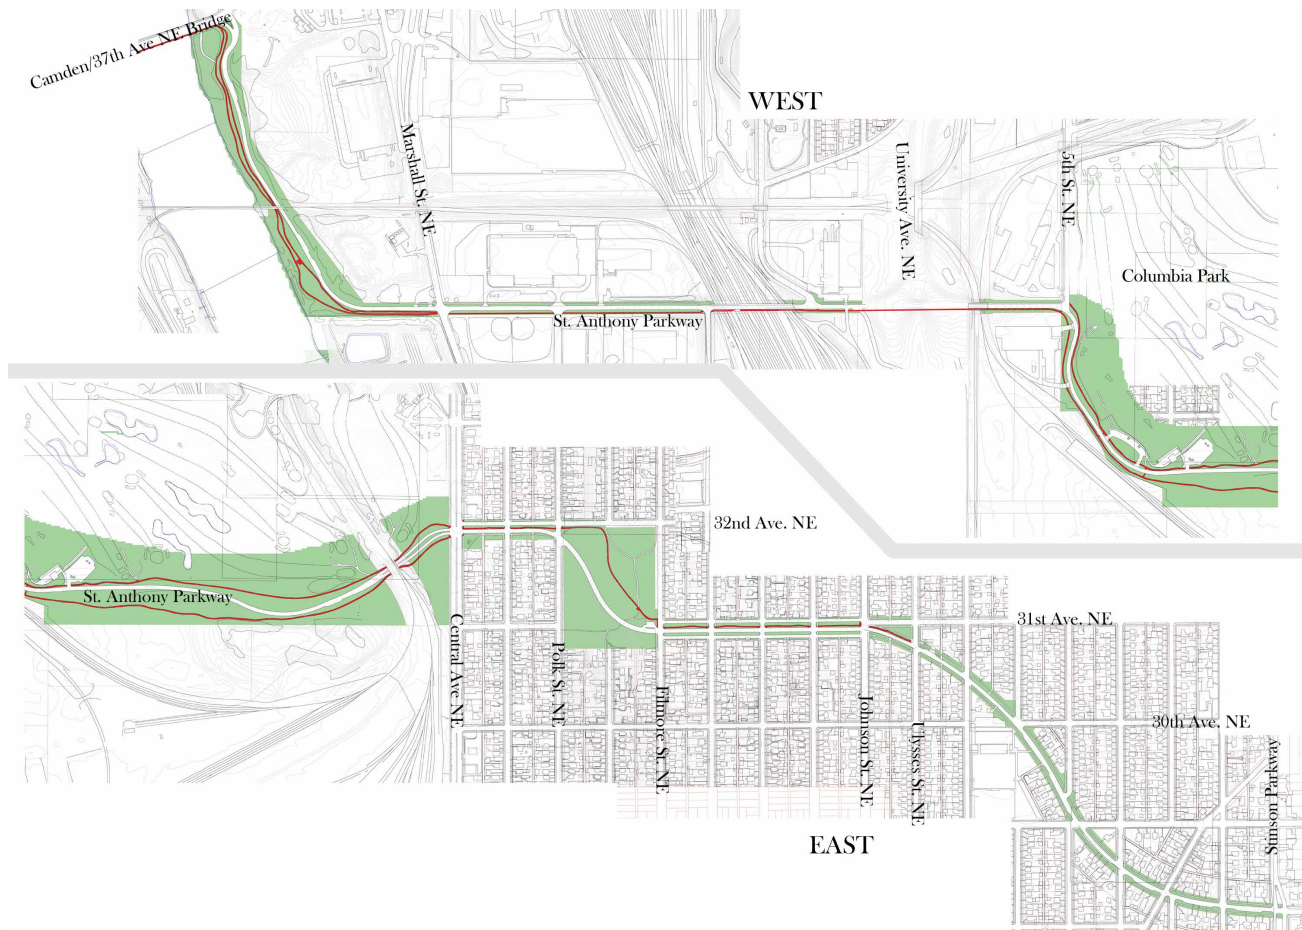 Camden/37th Ave NE Bridge
WEST
Marshall St. NE
University Ave. NE
5th St. NE
Columbia Park
St. Anthony Parkway
32nd Ave. NE
St. Anthony Parkway
31st Ave. NE
Central Ave NE
Polk St. NE
Filmore St. NE
Johnson St. NE
Ulysses St. NE
30th Ave. NE
Stinson Parkway
EAST